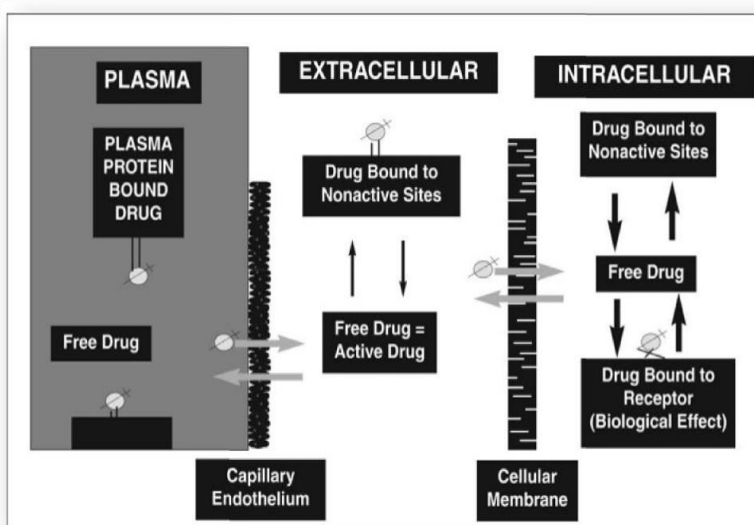 PLASMA
EXTRACELLULAR
INTRACELLULAR
PLASMA
PROTEIN
BOUND
DRUG
Drug Bound to
Nonactive Sites
Drug Bound to
Nonactive Sites
Free Drug
Free Drug =
Active Drug
Free Drug
Drug Bound to
Receptor
(Biological Effect)
Capillary
Endothelium
Cellular
Membrane